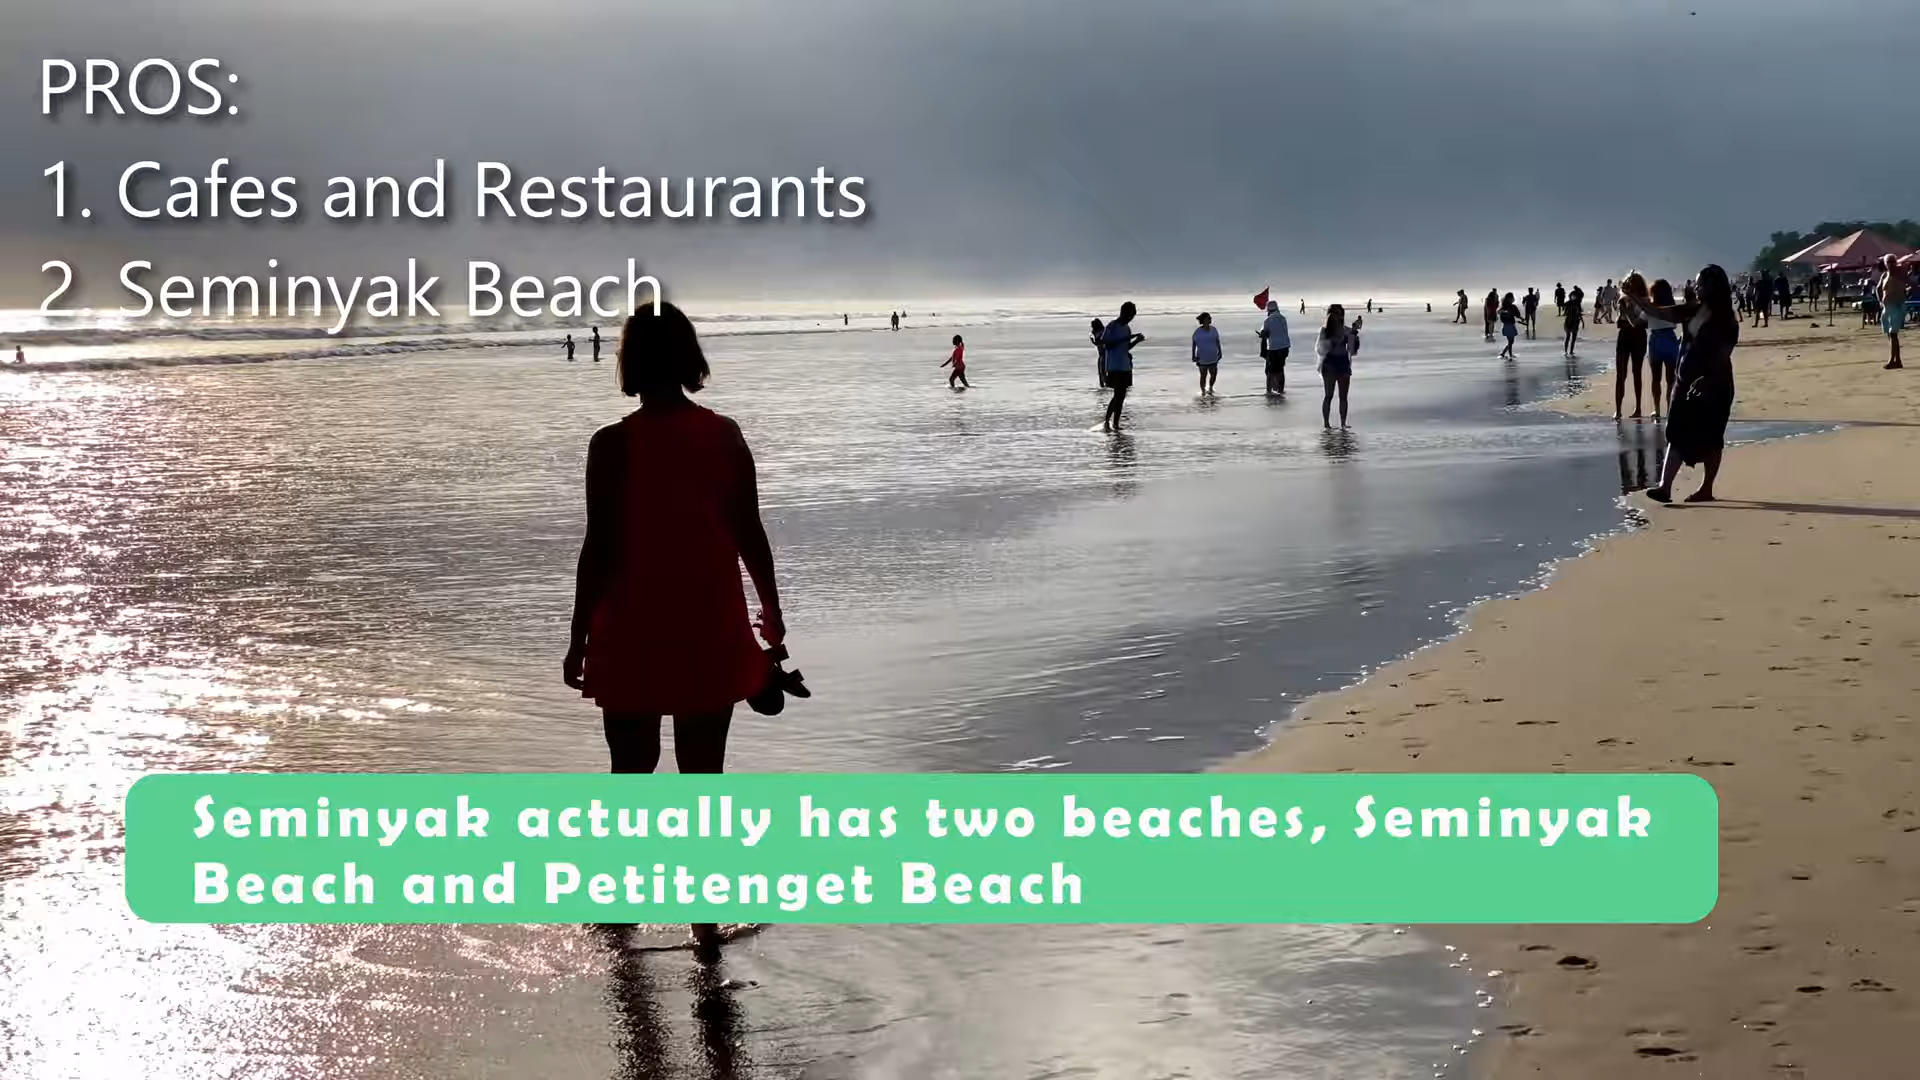 PROS:
1. Cafes and Restaurants
2. Seminyak Beach
Seminyak actually has two beaches, Seminyak
Beach and Petitenget Beach